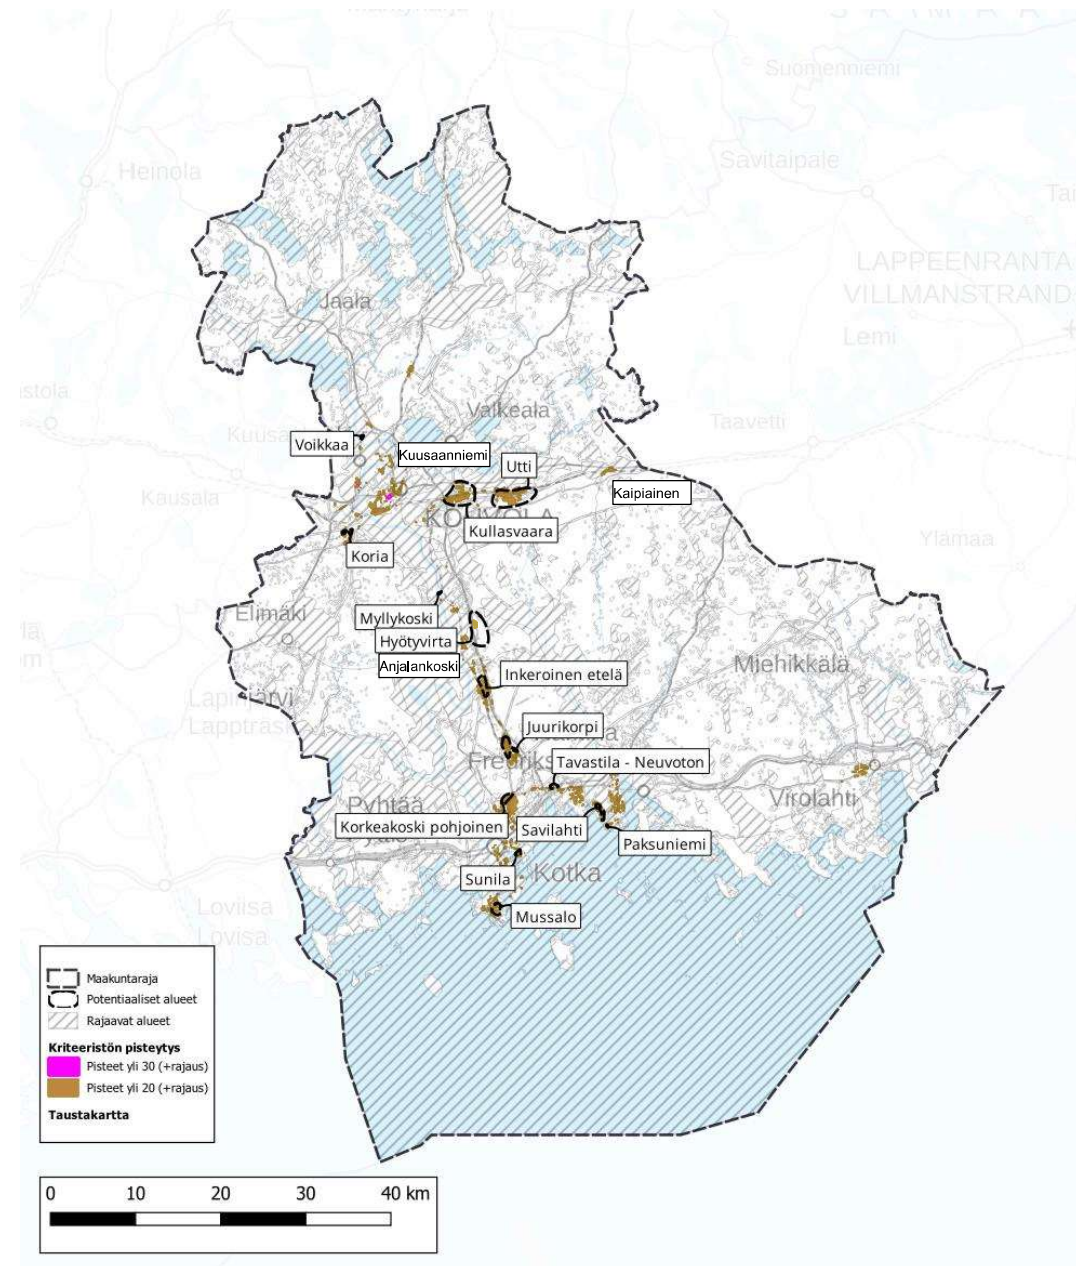 S A I M A A
Suomenniemi
Savitaipale
Heinola
LAPPEENRANTA
VILLMANSTRAND
Lemi
Jaala
Valkeala
Taavetti
Voikkaa
Kuusaanniemi
Utti
Kaipiainen
Kausala
KOUVOLA
Kullasvaara
Koria
Ylämaa
Elimäki
Myllykoski
Hyötyvirta
Anjalankoski
Inkeroinen etelä
Miehikkälä
Lapinjärvi
Lappträsk
Juurikorpi
Tavastila - Neuvoton
Pyhtää
Virolahti
Korkeakoski pohjoinen
Savilahti
Paksuniemi
Sunila
Kotka
Mussalo
Loviisa
Lovisa
Maakuntaraja
Potentiaaliset alueet
Rajaavat alueet
Kriteeristön pisteytys
Pisteet yli 30 (+rajaus)
Pisteet yli 20 (+rajaus)
Taustakartta
0 10 20 30 40 km